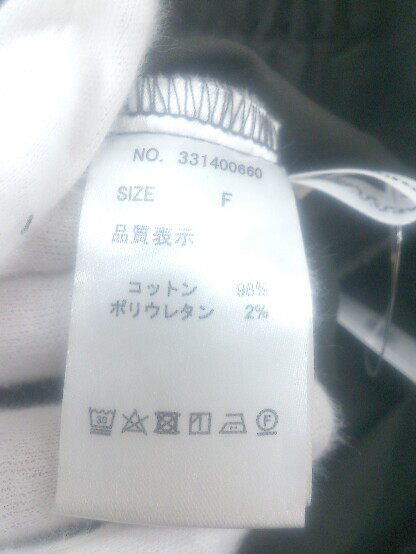 NO. 331400660
SIZE F
品質表示
コットン 98%
ポリウレタン 2%
30
F